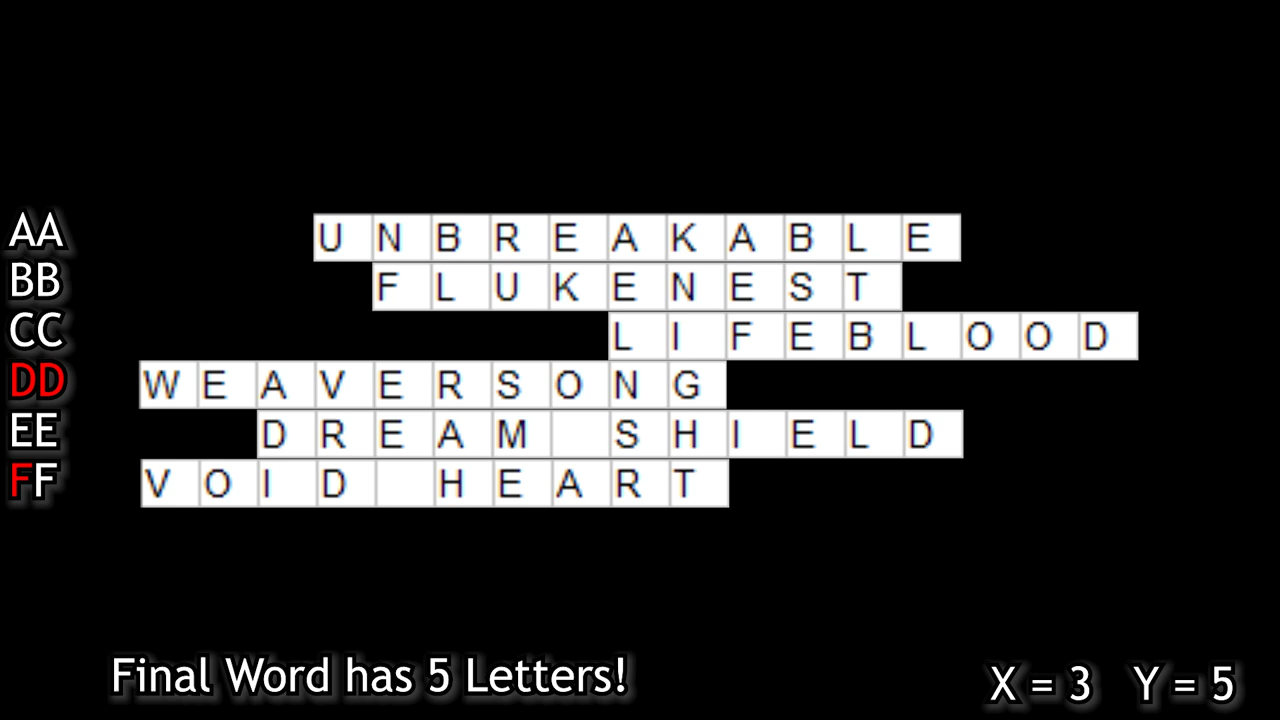 AA UNBREAKABLE
BB FLUKENEST
CC LIFEBLOOD
DD WEAVERSONG
EE DREAM SHIELD
FF VOID HEART
Final Word has 5 Letters! X = 3 Y = 5